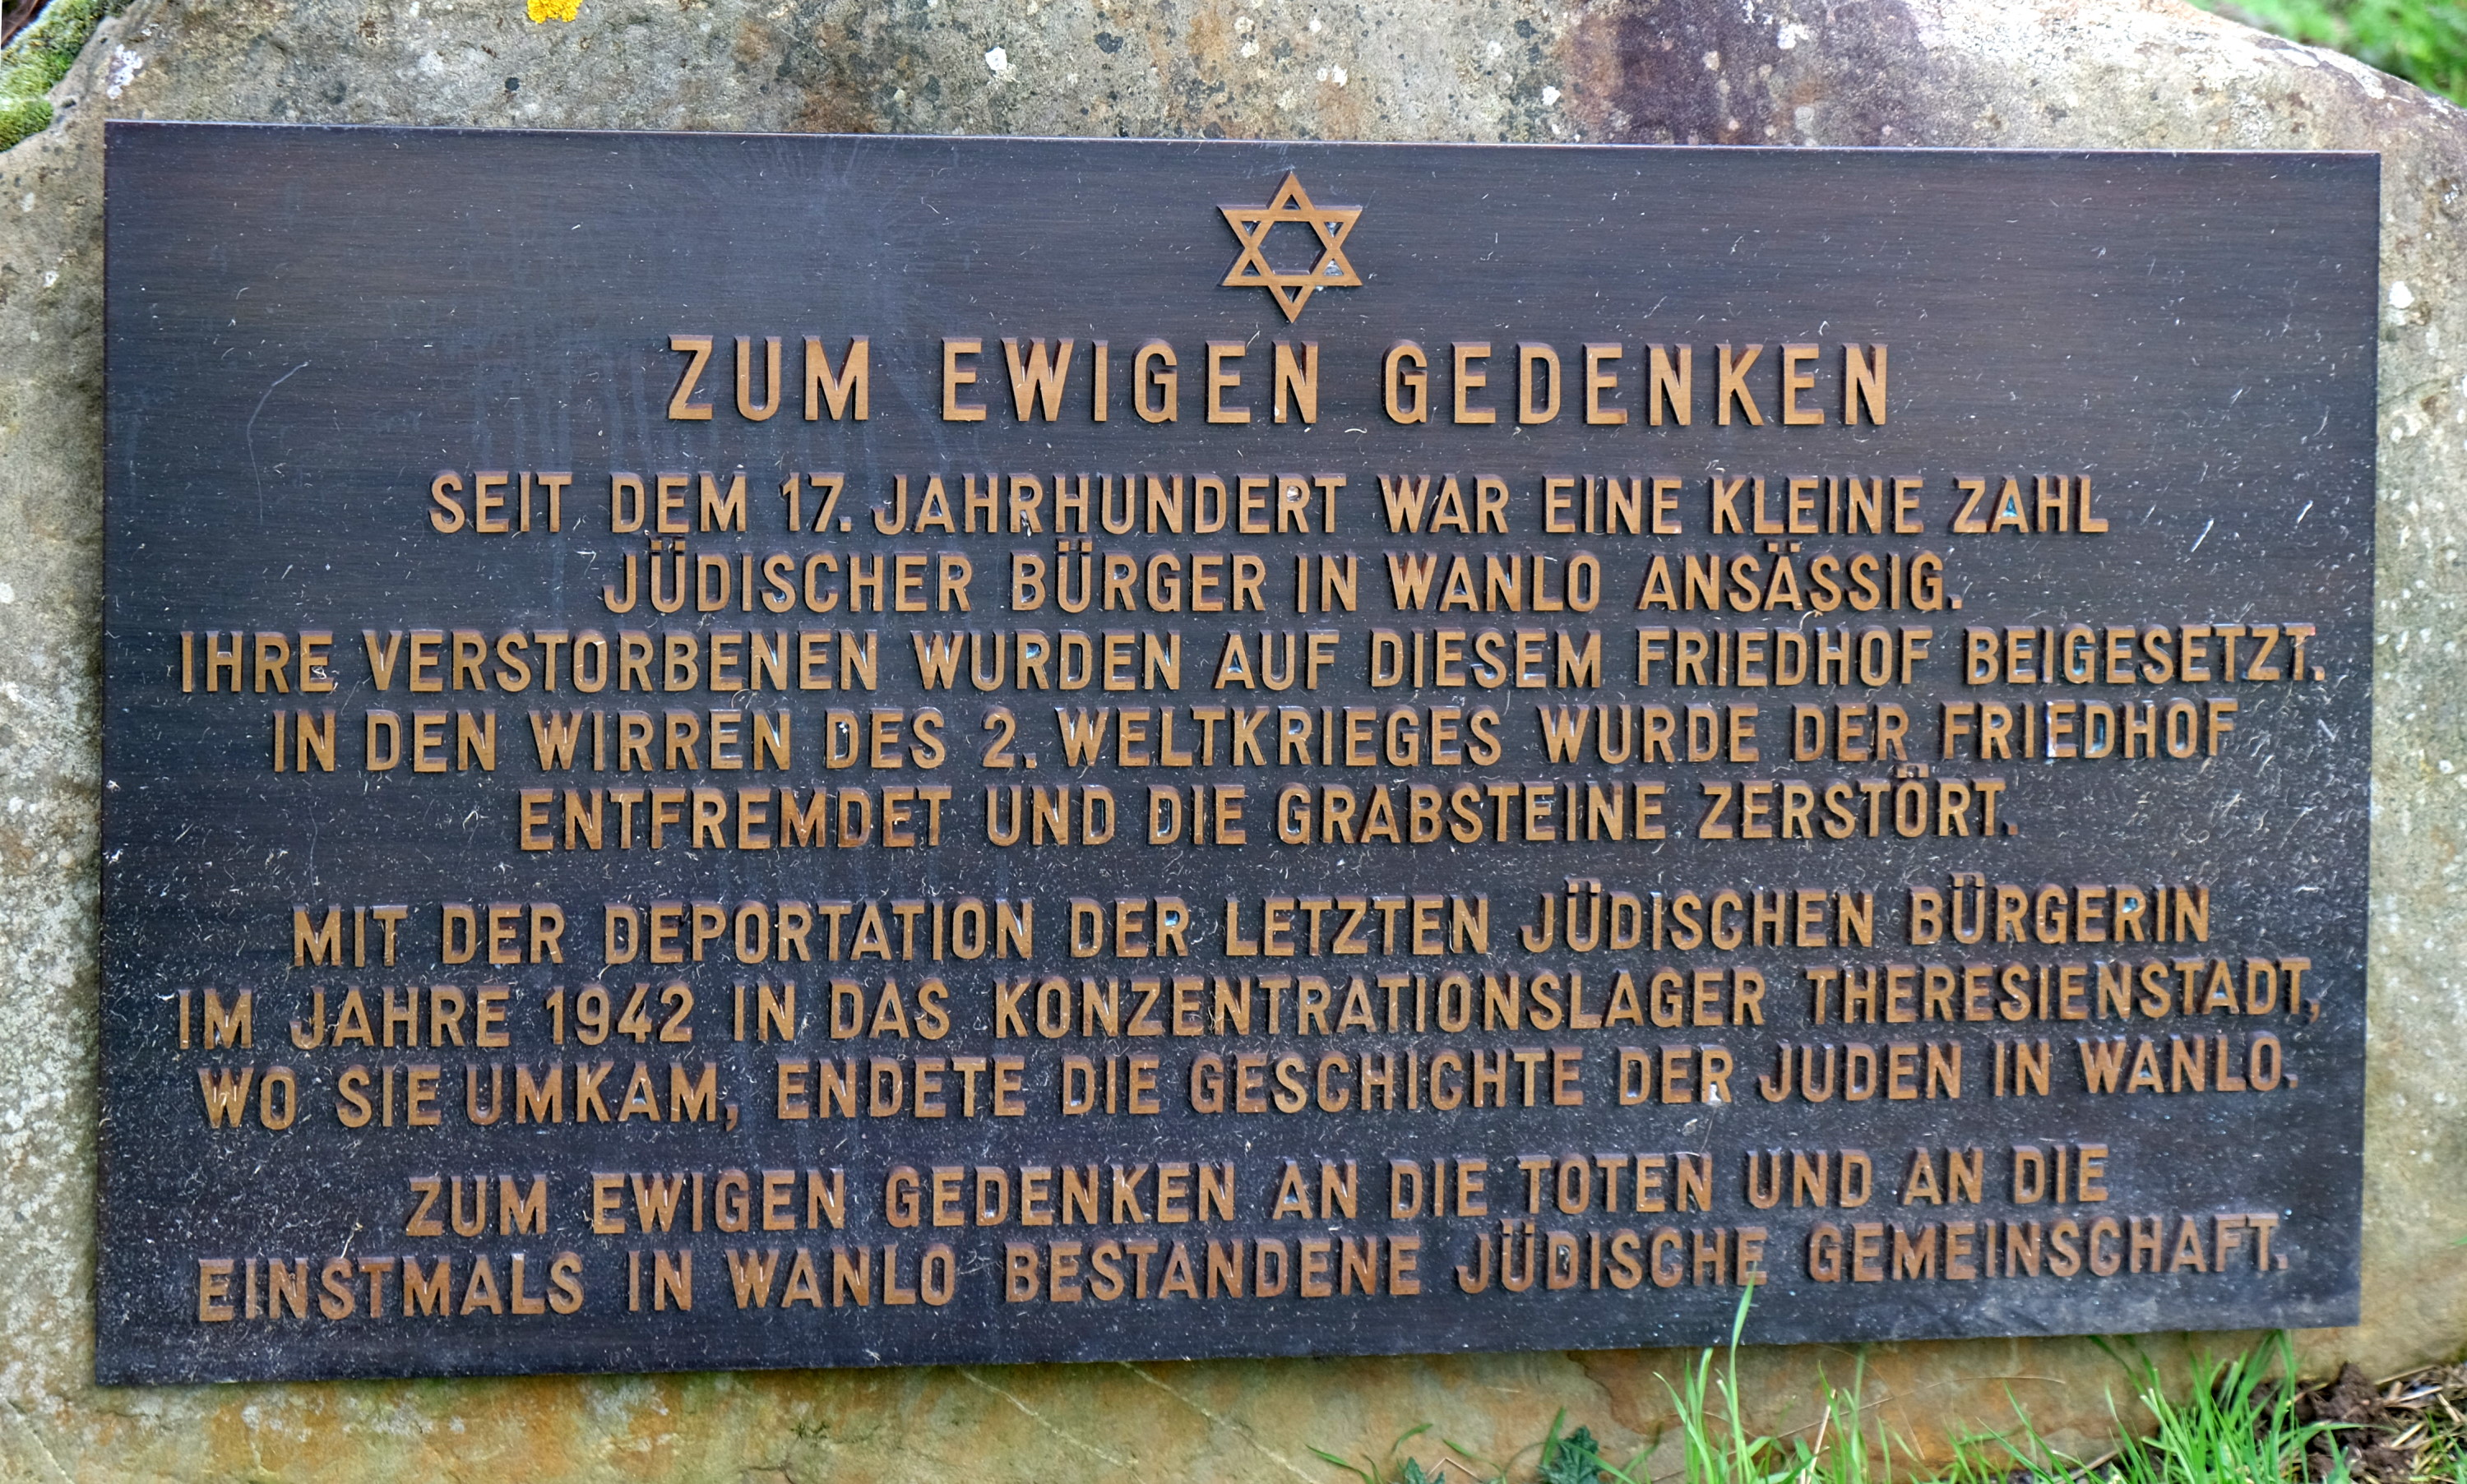 ZUM EWIGEN GEDENKEN
SEIT DEM 17. JAHRHUNDERT WAR EINE KLEINE ZAHL
JÜDISCHER BÜRGER IN WANLO ANSÄSSIG.
IHRE VERSTORBENEN WURDEN AUF DIESEM FRIEDHOF BEIGESETZT.
IN DEN WIRREN DES 2. WELTKRIEGES WURDE DER FRIEDHOF
ENTFREMDET UND DIE GRABSTEINE ZERSTÖRT.
MIT DER DEPORTATION DER LETZTEN JÜDISCHEN BÜRGERIN
IM JAHRE 1942 IN DAS KONZENTRATIONSLAGER THERESIENSTADT,
WO SIE UMKAM, ENDETE DIE GESCHICHTE DER JUDEN IN WANLO.
ZUM EWIGEN GEDENKEN AN DIE TOTEN UND AN DIE
EINSTMALS IN WANLO BESTANDENE JÜDISCHE GEMEINSCHAFT.